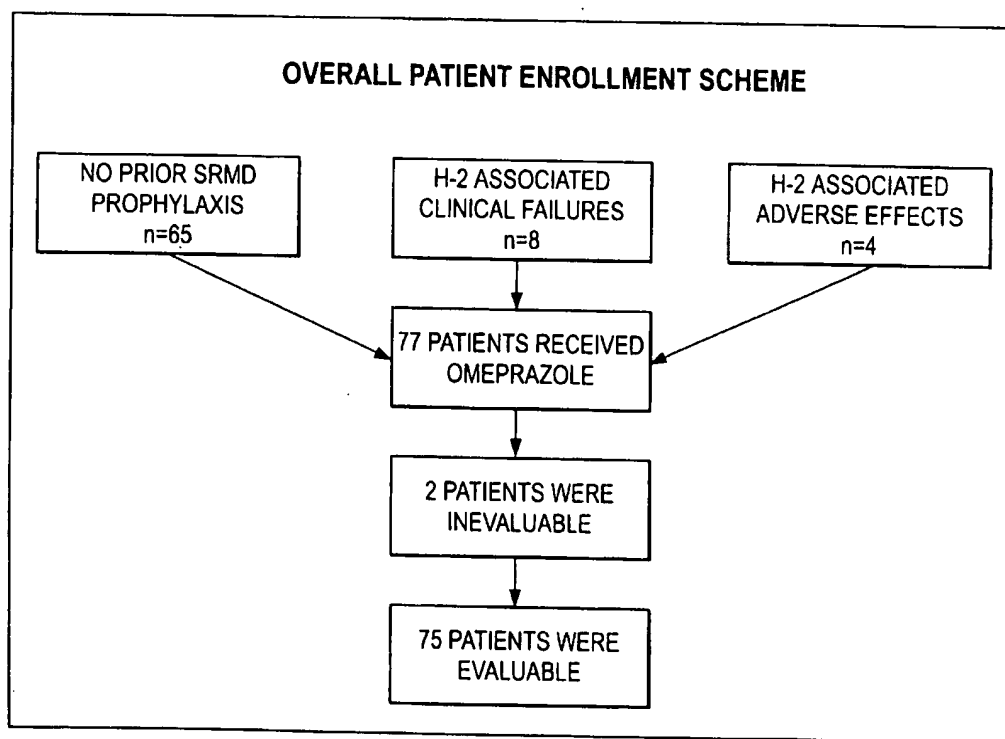 OVERALL PATIENT ENROLLMENT SCHEME
NO PRIOR SRMD
PROPHYLAXIS
n=65
H-2 ASSOCIATED
CLINICAL FAILURES
n=8
H-2 ASSOCIATED
ADVERSE EFFECTS
n=4
77 PATIENTS RECEIVED
OMEPRAZOLE
2 PATIENTS WERE
INEVALUABLE
75 PATIENTS WERE
EVALUABLE